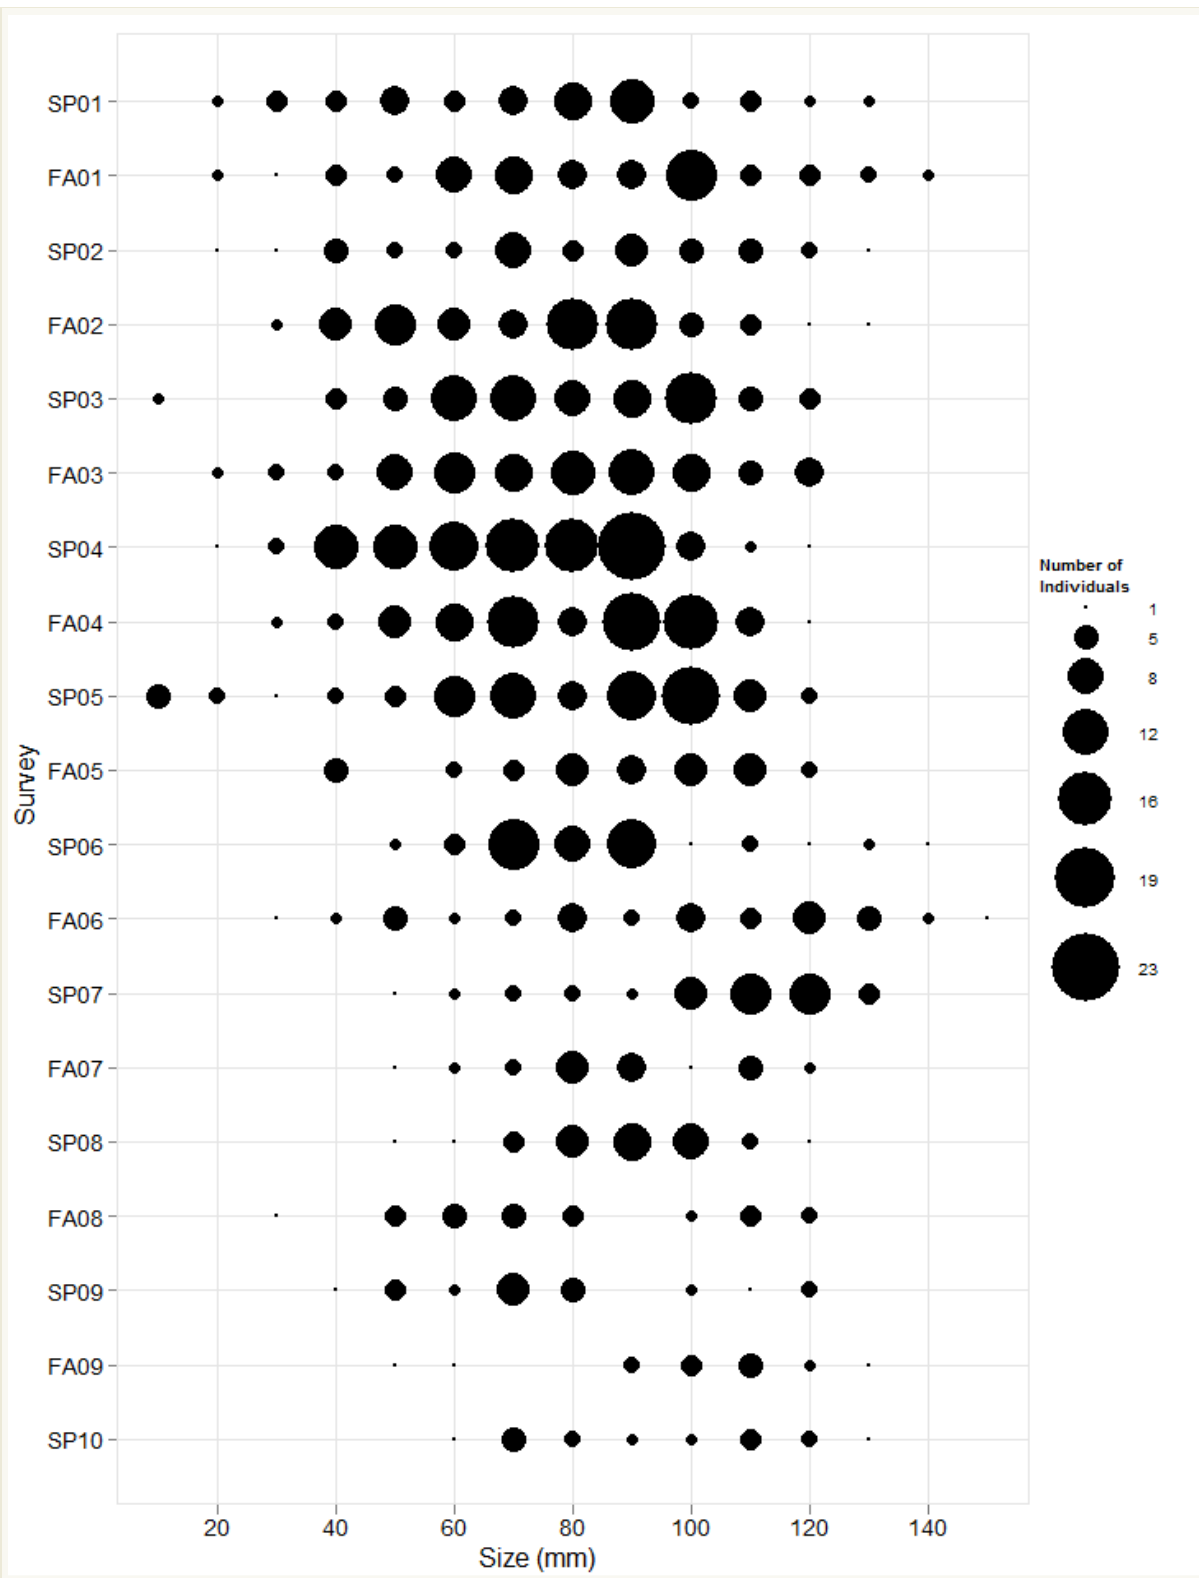 SP01
FA01
SP02
FA02
SP03
FA03
SP04
FA04
SP05
FA05
SP06
FA06
SP07
FA07
SP08
FA08
SP09
FA09
SP10
Survey
20 40 60 80 100 120 140
Size (mm)
Number of
Individuals
1
5
8
12
16
19
23